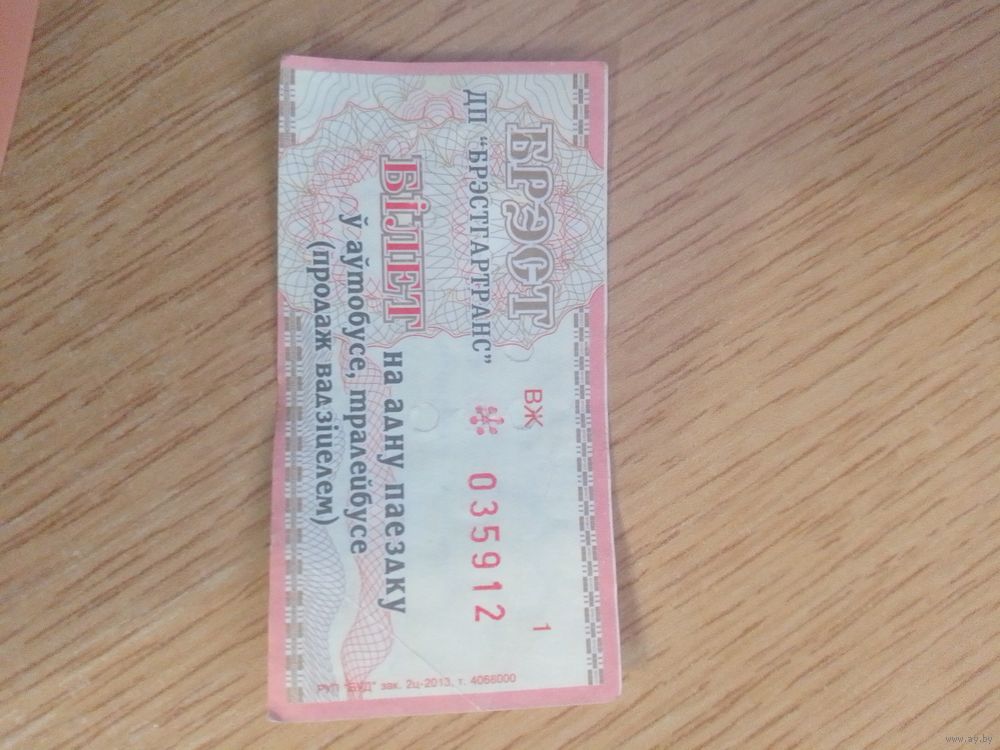 БРЭСТ
ДП “БРЭСТГАРТРАНС”
ВЖ 1
035912
БІЛЕТ на адну паездку
ў аўтобусе, тралейбусе
(продаж вадзіцелем)
РУП "БУД" зак. 2ц-2013, т. 4068000
www.ay.by